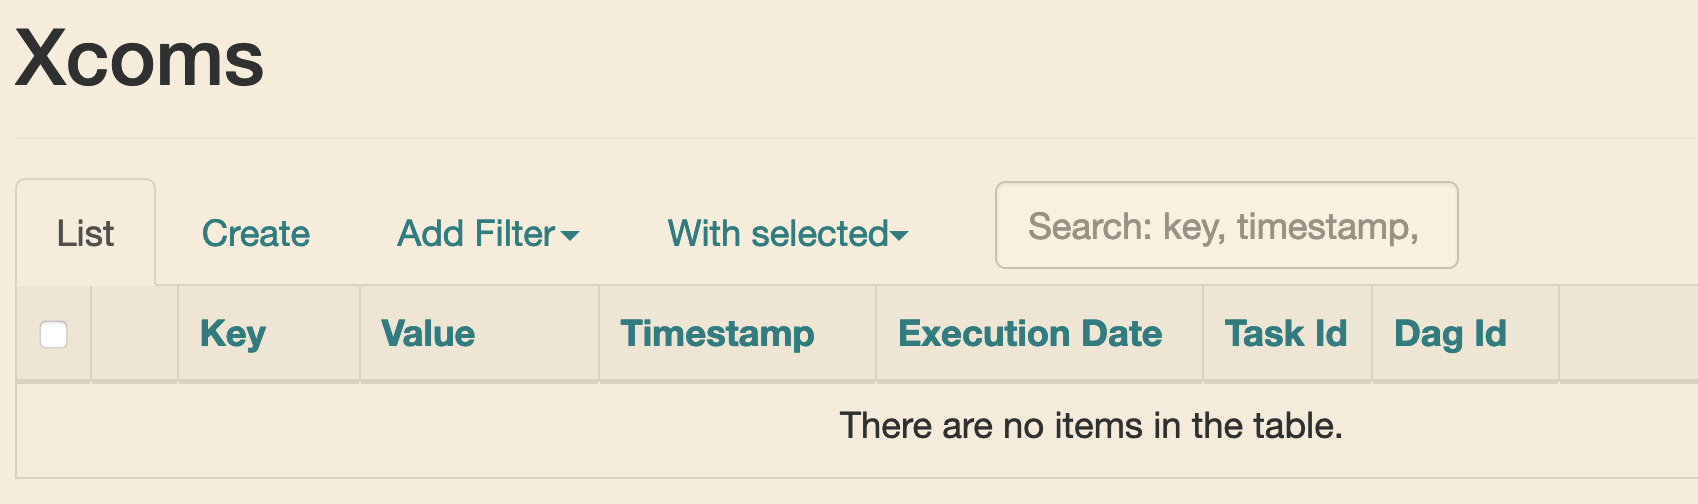 Xcoms
List Create Add Filter With selected Search: key, timestamp,
Key Value Timestamp Execution Date Task Id Dag Id
There are no items in the table.